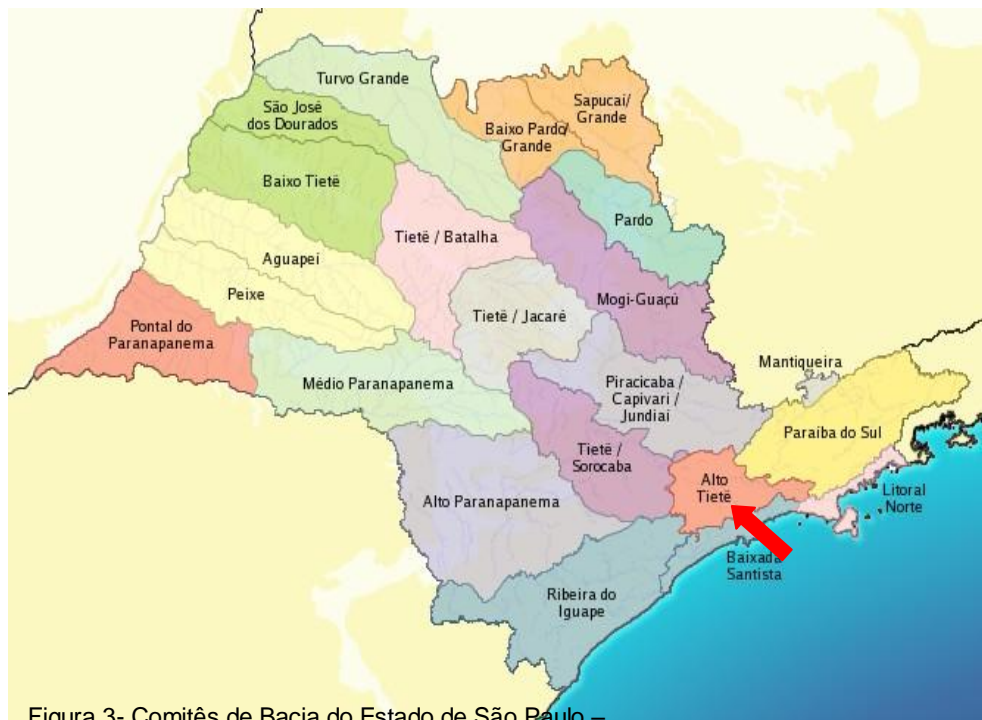 Turvo Grande
São José
dos Dourados
Sapucaí/
Grande
Baixo Pardo/
Grande
Baixo Tietê
Pardo
Tietê / Batalha
Aguapeí
Peixe
Mogi-Guaçú
Tietê / Jacaré
Pontal do
Paranapanema
Médio Paranapanema
Mantiqueira
Piracicaba /
Capivari /
Jundiaí
Paraíba do Sul
Tietê /
Sorocaba
Alto
Tietê
Litoral
Norte
Alto Paranapanema
Baixada
Santista
Ribeira do
Iguape
Figura 3- Comitês de Bacia do Estado de São Paulo –